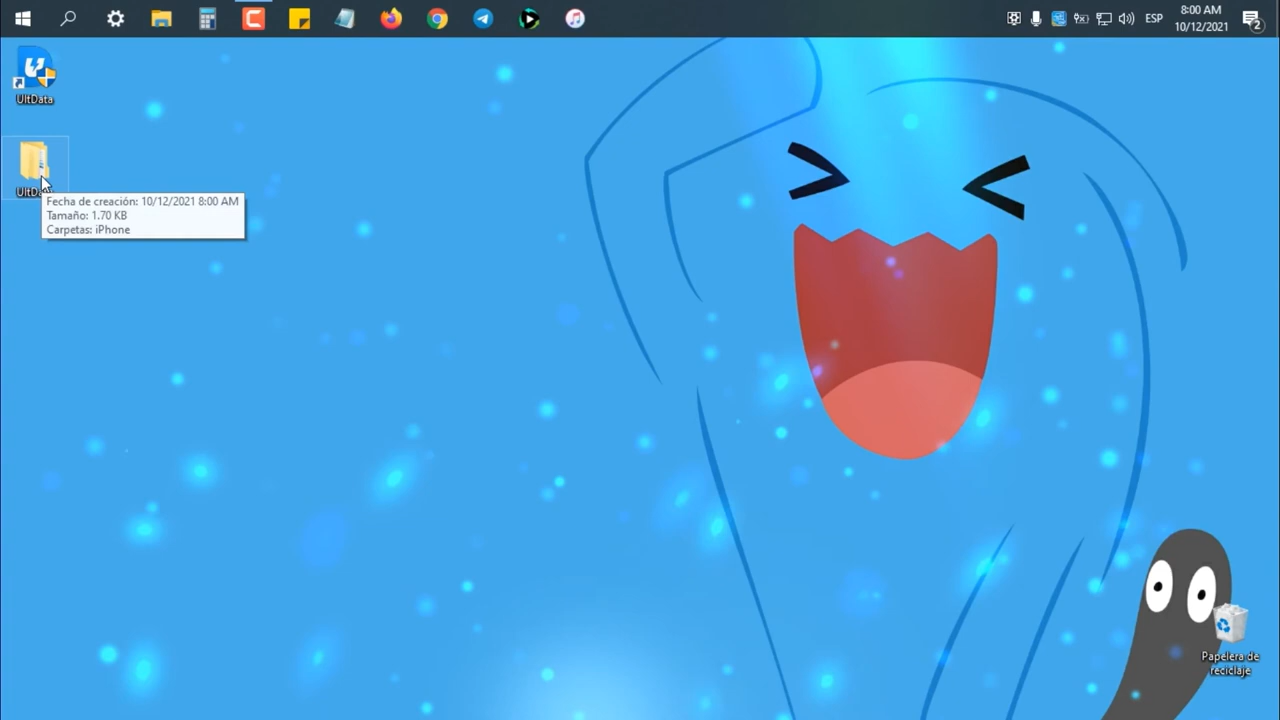 ESP
8:00 AM
10/12/2021
2
UltData
Fecha de creación: 10/12/2021 8:00 AM
Tamaño: 1.70 KB
Carpetas: iPhone
Papelera de
reciclaje